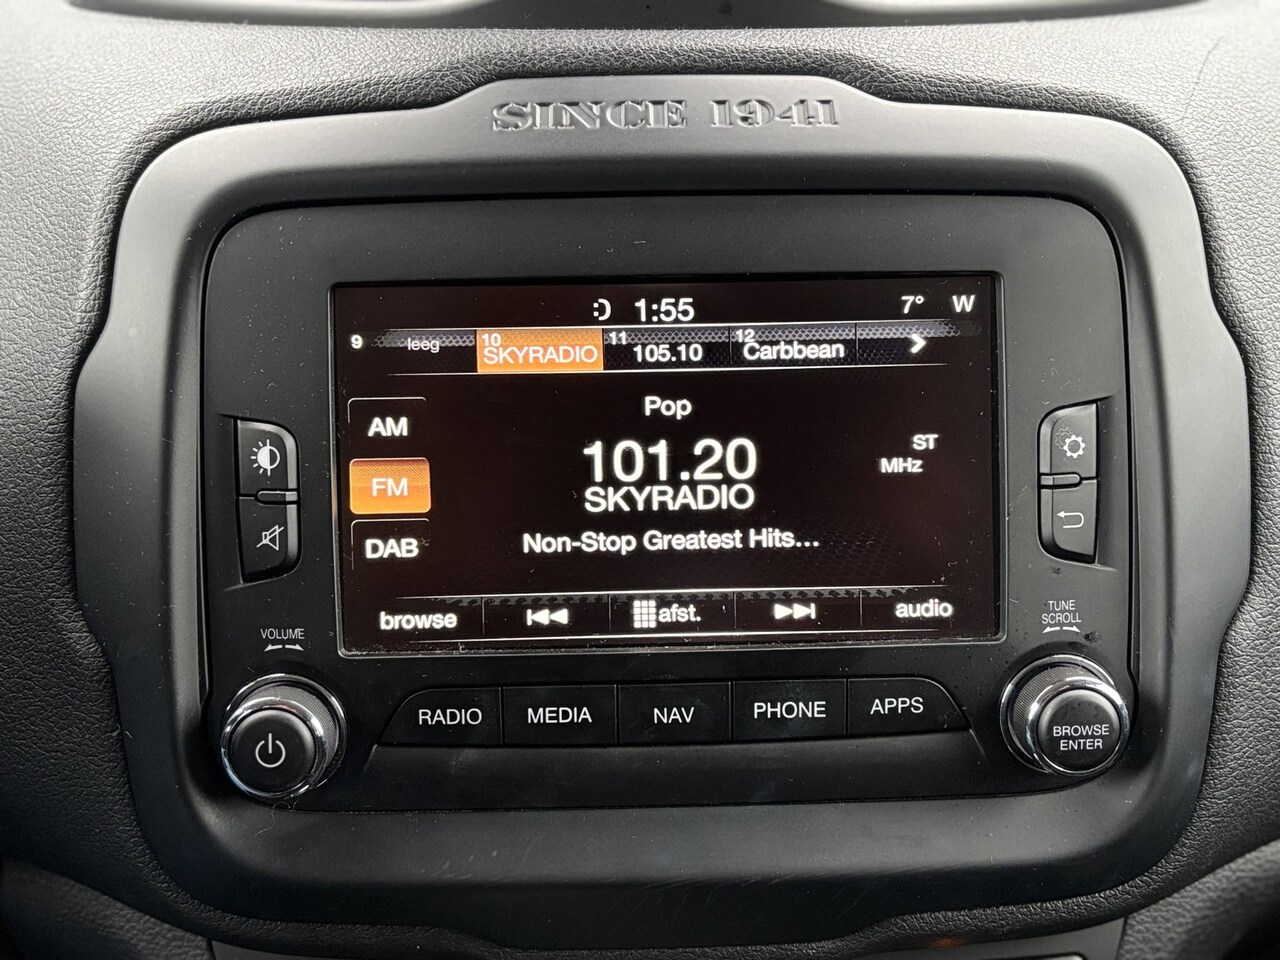 SINCE 1941
1:55 7° W
9 leeg 10 SKYRADIO 11 105.10 12 Carbbean
Pop
AM
101.20 ST
MHz
FM
SKYRADIO
Non-Stop Greatest Hits...
DAB
browse afst. audio
VOLUME
TUNE
SCROLL
RADIO MEDIA NAV PHONE APPS
BROWSE
ENTER